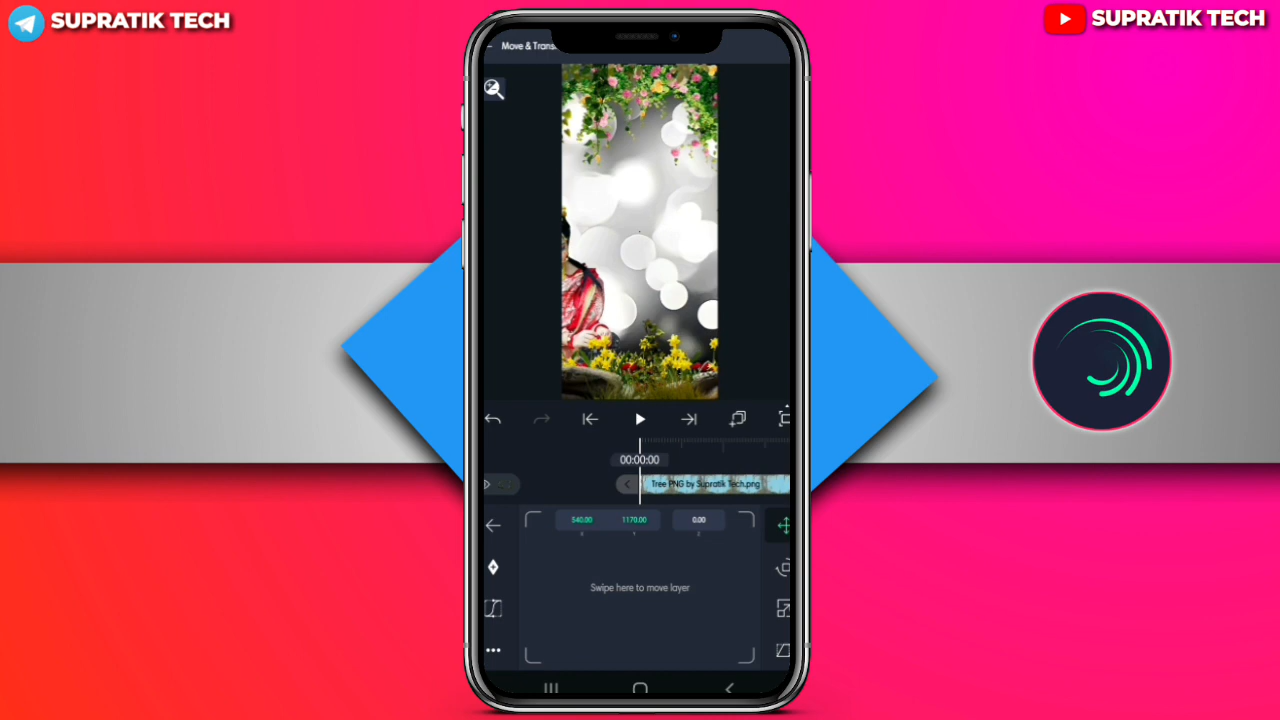 SUPRATIK TECH
SUPRATIK TECH
Move & Trans
00:00:00
Tree PNG by Supratik Tech.png
540.00 1170.00 0.00
Swipe here to move layer